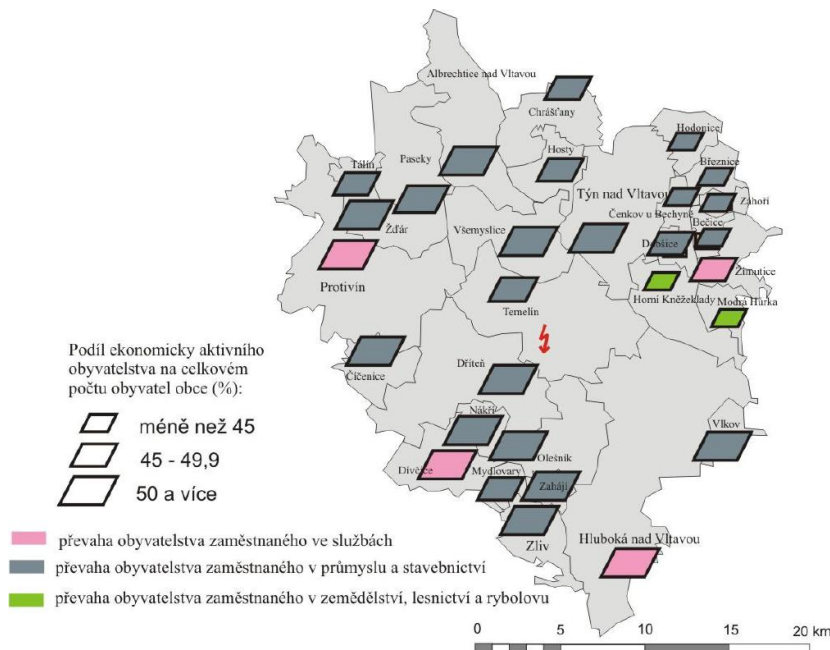 Albrechtice nad Vltavou
Chrášťany
Hodonice
Hosty
Březnice
Tálín
Paseky
Týn nad Vltavou
Záhoří
Čenkov u Bechyně
Žďár
Všemyslice
Bečice
Dobšice
Žimutice
Protivín
Horní Kněžeklady
Modrá Hůrka
Temelín
Číčenice
Dříteň
Nákří
Vlkov
Olešník
Dívčice
Mydlovary
Zahájí
Zliv
Hluboká nad Vltavou
Podíl ekonomicky aktivního
obyvatelstva na celkovém
počtu obyvatel obce (%):
méně než 45
45 - 49,9
50 a více
převaha obyvatelstva zaměstnaného ve službách
převaha obyvatelstva zaměstnaného v průmyslu a stavebnictví
převaha obyvatelstva zaměstnaného v zemědělství, lesnictví a rybolovu
0 5 10 15 20 km